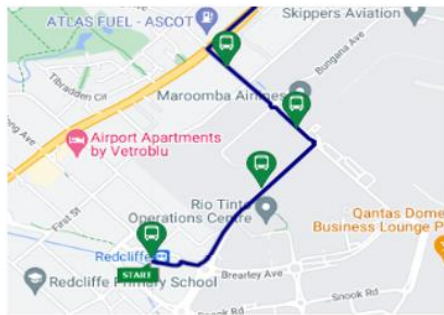 ATLAS FUEL - ASCOT
Skippers Aviation
Bungana Ave
Tibradden Cir
Maroomba Airlines
Airport Apartments
by Vetroblu
First St
Rio Tinto
Operations Centre
Qantas Dome
Business Lounge P
Redcliffe
START
Brearley Ave
Redcliffe Primary School
Snook Rd